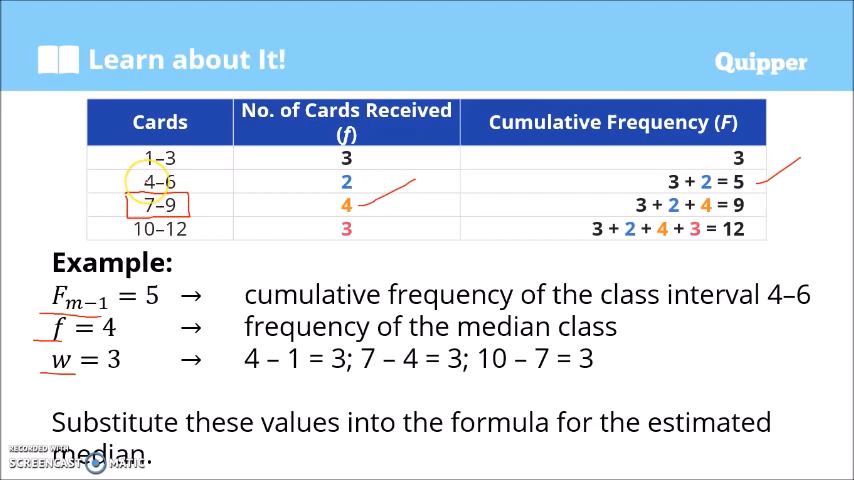 Learn about It!
Quipper
Cards No. of Cards Received (f) Cumulative Frequency (F)
1–3 3 3
4–6 2 3 + 2 = 5
7–9 4 3 + 2 + 4 = 9
10–12 3 3 + 2 + 4 + 3 = 12
Example:
Fm−1 = 5 → cumulative frequency of the class interval 4–6
f = 4 → frequency of the median class
w = 3 → 4 – 1 = 3; 7 – 4 = 3; 10 – 7 = 3
Substitute these values into the formula for the estimated
median.
RECORDED WITH
SCREENCAST MATIC